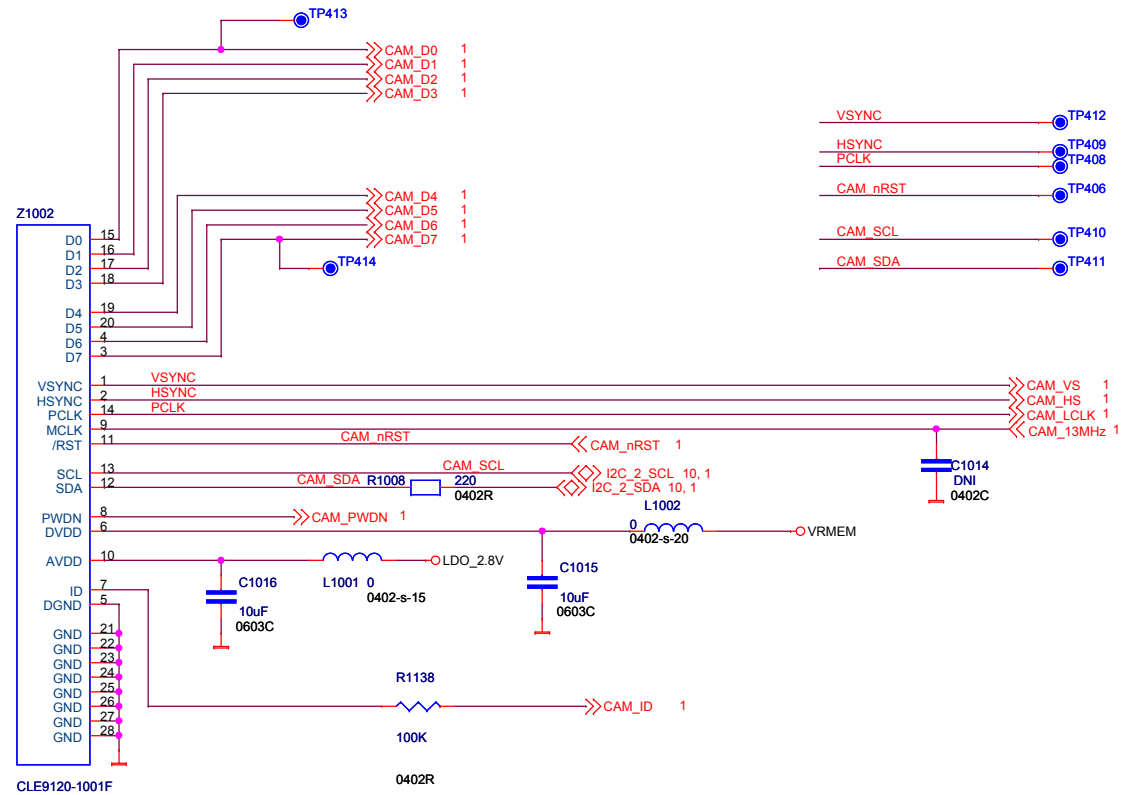 TP413
CAM_D0 1
CAM_D1 1
CAM_D2 1
CAM_D3 1
VSYNC TP412
HSYNC TP409
PCLK TP408
CAM_D4 1
CAM_nRST TP406
CAM_D5 1
CAM_D6 1
CAM_D7 1
CAM_SCL TP410
TP414
CAM_SDA TP411
Z1002
D0 15
D1 16
D2 17
D3 18
D4 19
D5 20
D6 4
D7 3
VSYNC 1 VSYNC CAM_VS 1
HSYNC 2 HSYNC CAM_HS 1
PCLK 14 PCLK CAM_LCLK 1
MCLK 9 CAM_13MHz 1
/RST 11 CAM_nRST CAM_nRST 1
SCL 13 CAM_SCL I2C_2_SCL 10, 1
SDA 12 CAM_SDA R1008 220 I2C_2_SDA 10, 1
0402R
C1014
DNI
0402C
PWDN 8 CAM_PWDN 1
L1002
DVDD 6 0 VRMEM
0402-s-20
AVDD 10 LDO_2.8V
L1001 0
0402-s-15
C1015
10uF
0603C
C1016
10uF
0603C
ID 7
DGND 5
GND 21
GND 22
GND 23
GND 24
GND 25
GND 26
GND 27
GND 28
R1138
CAM_ID 1
100K
0402R
CLE9120-1001F